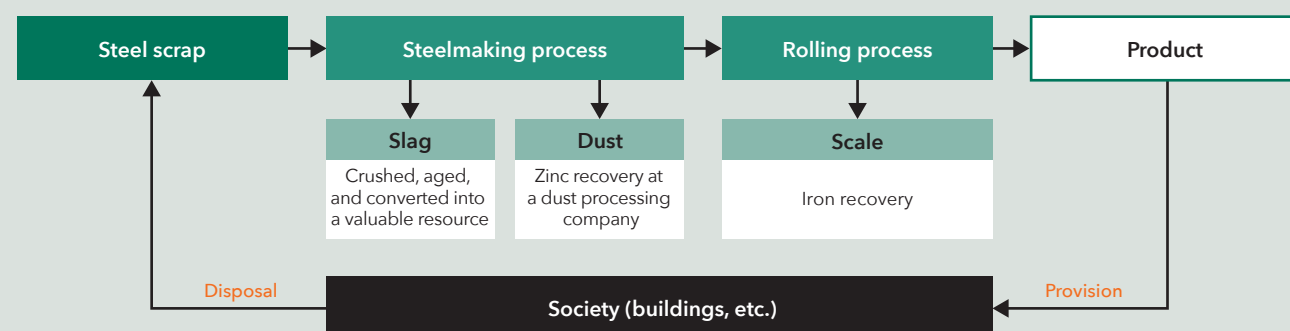 Steel scrap
Steelmaking process
Rolling process
Product
Slag
Crushed, aged,
and converted into
a valuable resource
Dust
Zinc recovery at
a dust processing
company
Scale
Iron recovery
Disposal
Society (buildings, etc.)
Provision